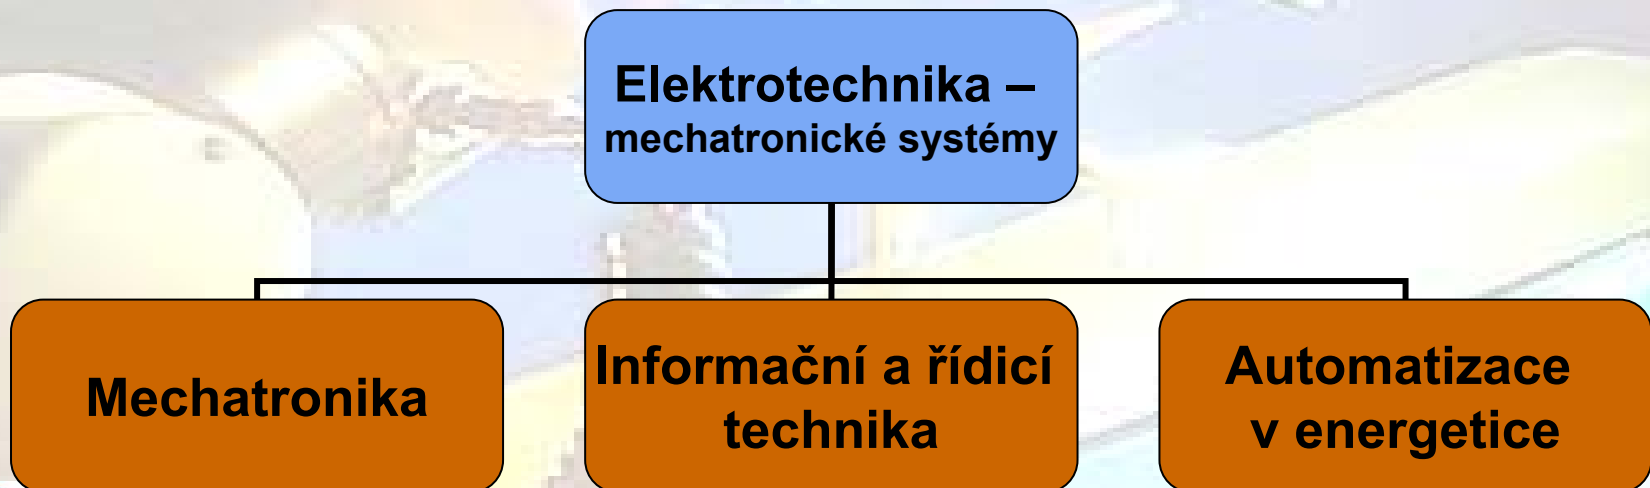 Elektrotechnika –
mechatronické systémy
Mechatronika
Informační a řídicí
technika
Automatizace
v energetice